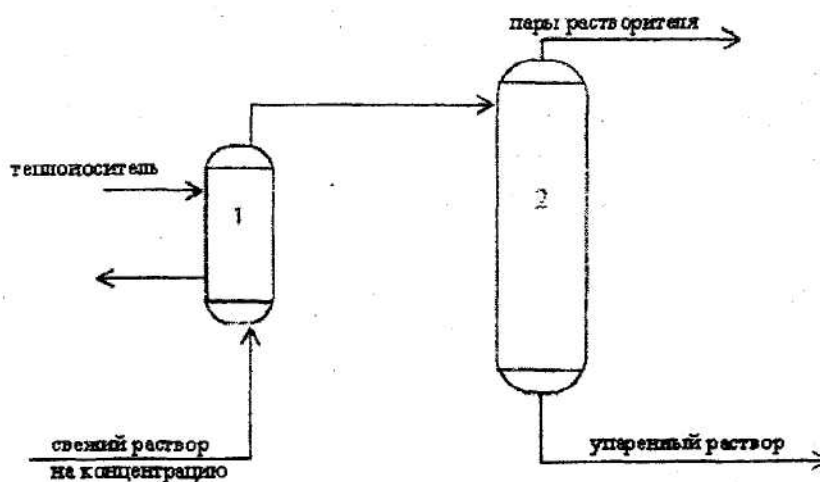 пары растворителя
теплоноситель
1
2
свежий раствор
на концентрацию
упаренный раствор